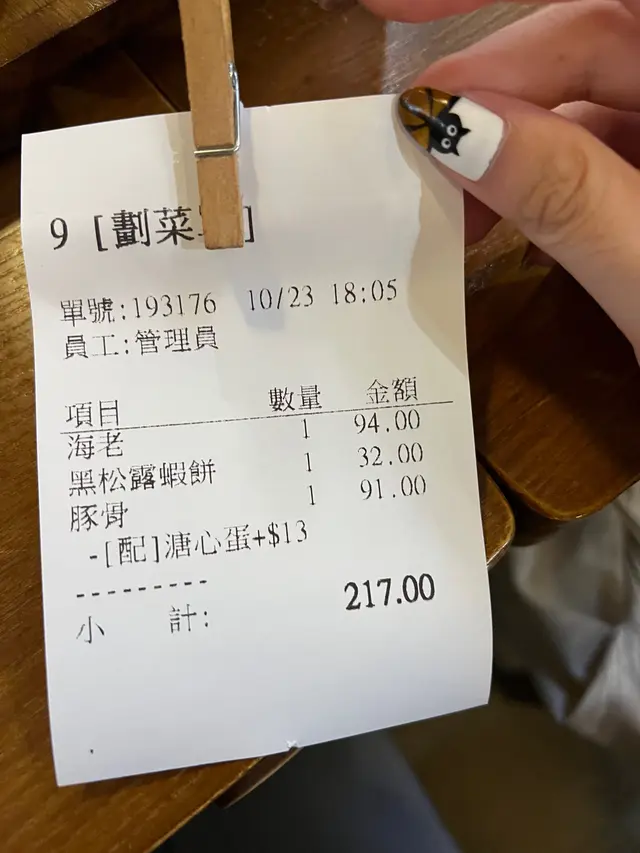 9 [劃菜]
單號:193176 10/23 18:05
員工:管理員
項目 數量 金額
海老 1 94.00
黑松露蝦餅 1 32.00
豚骨 1 91.00
-[配]溏心蛋+$13
---------
小 計: 217.00